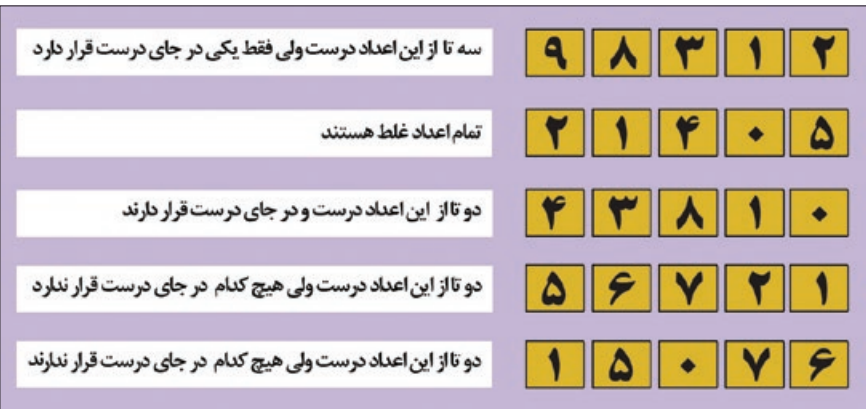 سه تا از این اعداد درست ولی فقط یکی در جای درست قرار دارد
۹ ۸ ۳ ۱ ۲
تمام اعداد غلط هستند
۲ ۱ ۴ ۰ ۵
دو تا از این اعداد درست و در جای درست قرار دارند
۴ ۳ ۸ ۱ ۰
دو تا از این اعداد درست ولی هیچ کدام در جای درست قرار ندارد
۵ ۶ ۷ ۲ ۱
دو تا از این اعداد درست ولی هیچ کدام در جای درست قرار ندارند
۱ ۵ ۰ ۷ ۶